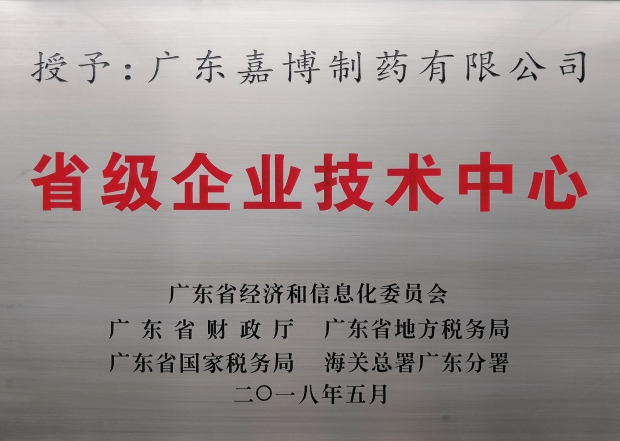 授予：广东嘉博制药有限公司
省级企业技术中心
广东省经济和信息化委员会
广东省财政厅　广东省地方税务局
广东省国家税务局　海关总署广东分署
二〇一八年五月